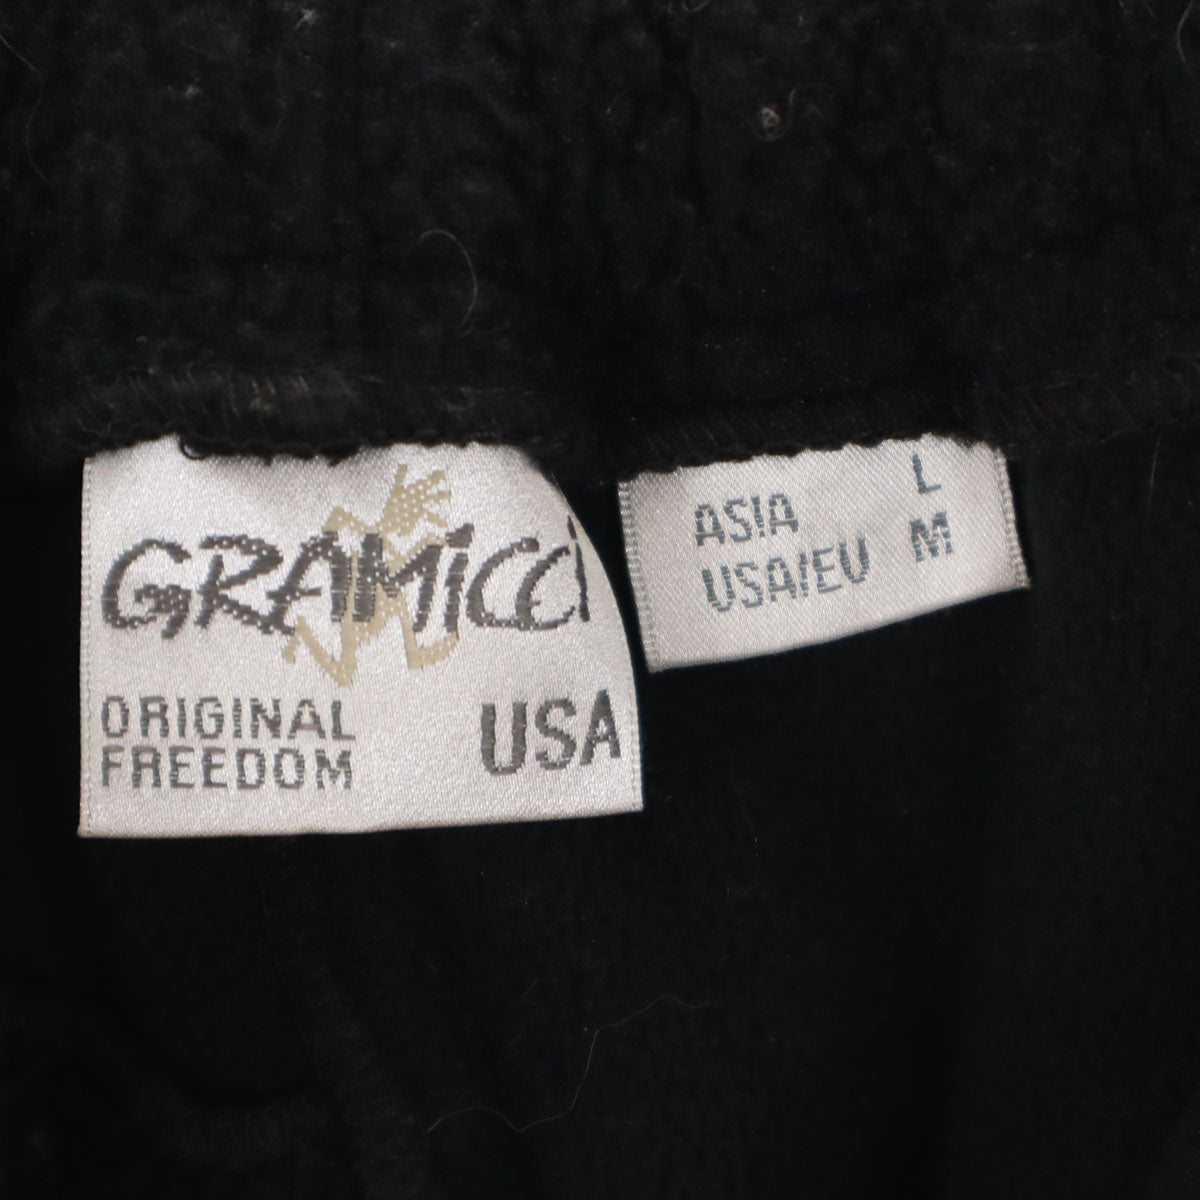 GRAMICCI
ORIGINAL
FREEDOM
USA
ASIA L
USA/EU M